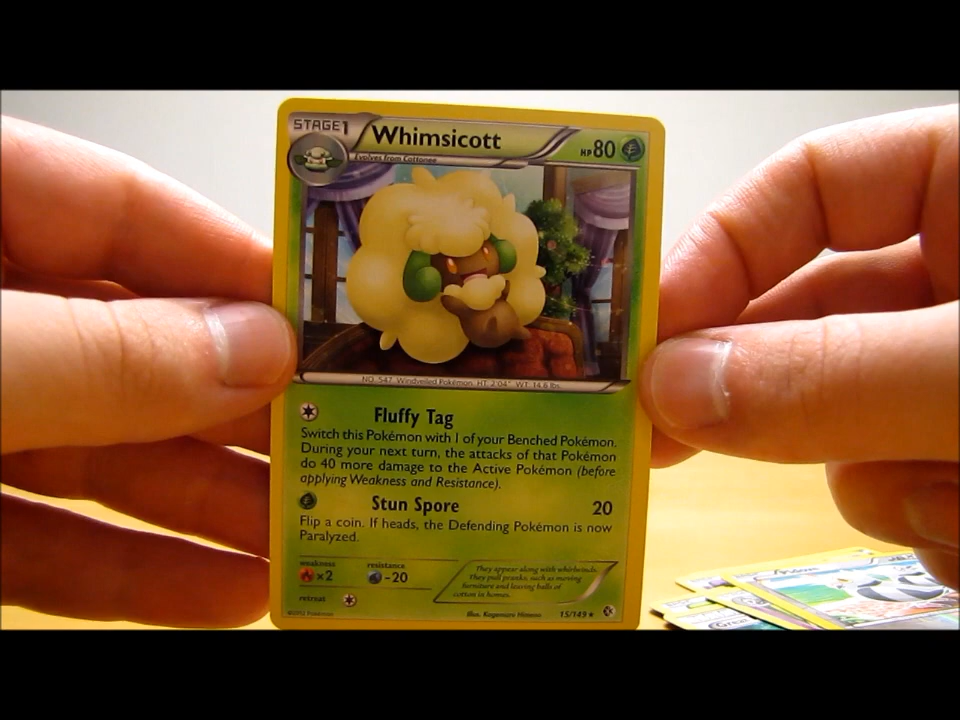 STAGE1 Whimsicott HP80
Evolves from Cottonee
NO. 547 Windveiled Pokémon HT: 2'04" WT: 14.6 lbs.
Fluffy Tag
Switch this Pokémon with 1 of your Benched Pokémon.
During your next turn, the attacks of that Pokémon
do 40 more damage to the Active Pokémon (before
applying Weakness and Resistance).
Stun Spore 20
Flip a coin. If heads, the Defending Pokémon is now
Paralyzed.
weakness resistance
×2 -20
They appear along with whirlwinds.
They pull pranks, such as moving
furniture and leaving balls of
cotton in homes.
retreat
©2012 Pokémon Illus. Kagemaru Himeno 15/149 ★
Great